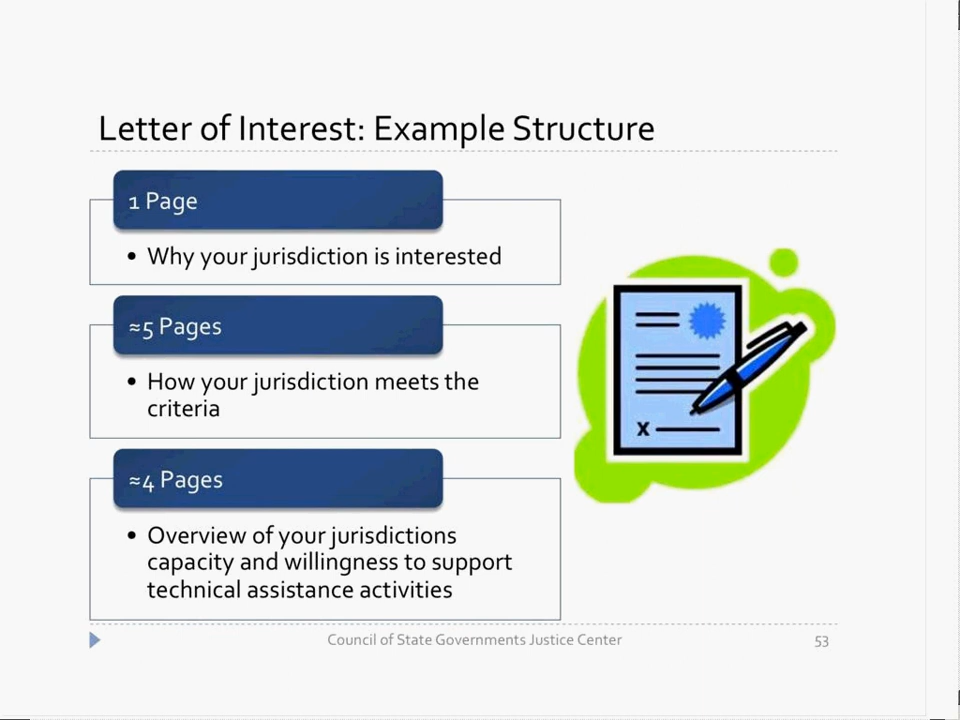 Letter of Interest: Example Structure
1 Page
• Why your jurisdiction is interested
≈5 Pages
• How your jurisdiction meets the
criteria
≈4 Pages
• Overview of your jurisdictions
capacity and willingness to support
technical assistance activities
X
Council of State Governments Justice Center
53